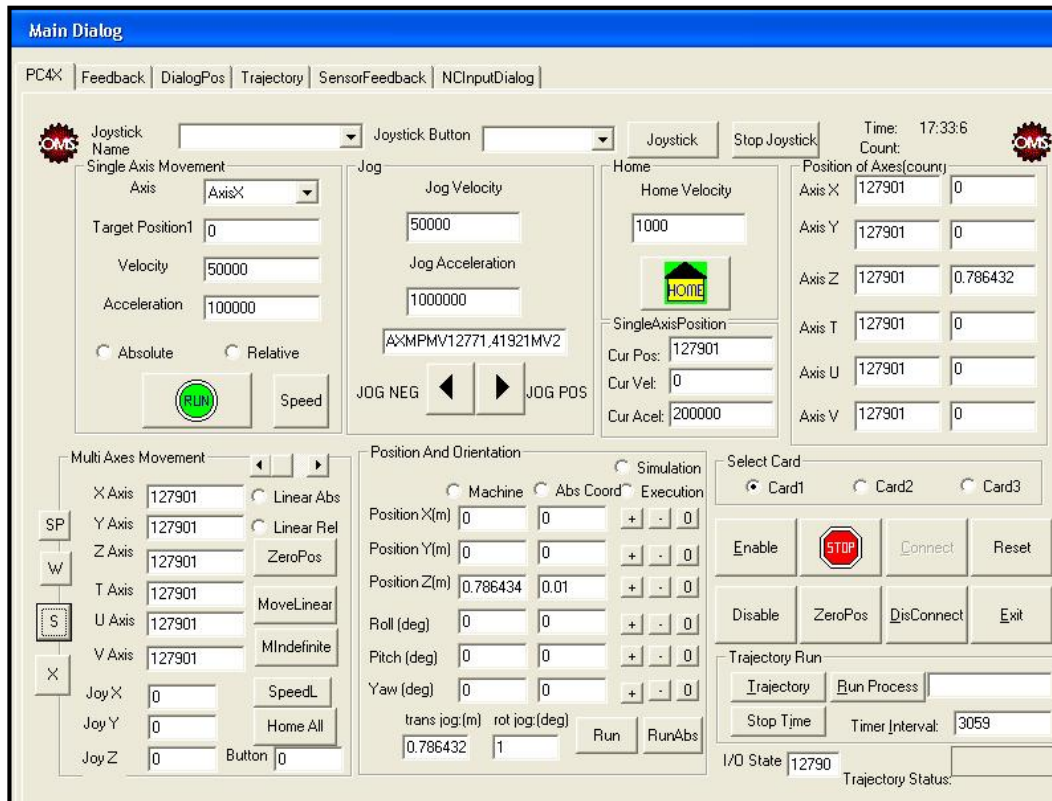 Main Dialog
PC4X Feedback DialogPos Trajectory SensorFeedback NCInputDialog
OMS Joystick Name Joystick Button Joystick Stop Joystick Time: 17:33:6 OMS
Count:
Single Axis Movement
Axis AxisX
Target Position1 0
Velocity 50000
Acceleration 100000
Absolute Relative
RUN Speed
Jog
Jog Velocity
50000
Jog Acceleration
1000000
AXMPMV12771,41921MV2
JOG NEG JOG POS
Home
Home Velocity
1000
HOME
SingleAxisPosition
Cur Pos: 127901
Cur Vel: 0
Cur Acel: 200000
Position of Axes(count)
Axis X 127901 0
Axis Y 127901 0
Axis Z 127901 0.786432
Axis T 127901 0
Axis U 127901 0
Axis V 127901 0
Multi Axes Movement
X Axis 127901 Linear Abs
SP Y Axis 127901 Linear Rel
W Z Axis 127901 ZeroPos
T Axis 127901 MoveLinear
S U Axis 127901
V Axis 127901 MIndefinite
X
Joy X 0 SpeedL
Joy Y 0 Home All
Joy Z 0 Button 0
Position And Orientation
Simulation
Machine Abs Coord Execution
Position X(m) 0 0 + - 0
Position Y(m) 0 0 + - 0
Position Z(m) 0.786434 0.01 + - 0
Roll (deg) 0 0 + - 0
Pitch (deg) 0 0 + - 0
Yaw (deg) 0 0 + - 0
trans jog:(m) rot jog:(deg)
0.786432 1 Run RunAbs
Select Card
Card1 Card2 Card3
Enable STOP Connect Reset
Disable ZeroPos DisConnect Exit
Trajectory Run
Trajectory Run Process
Stop Time Timer Interval: 3059
I/O State 12790
Trajectory Status: